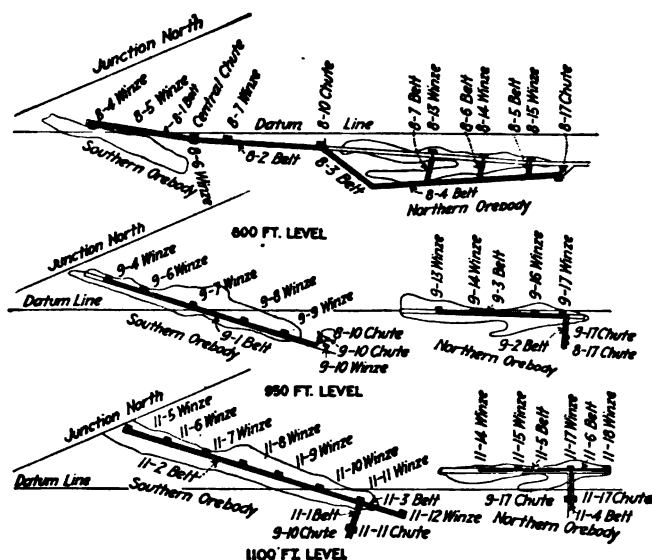 Junction North
8-4 Winze
8-5 Winze
8-1 Belt
Central Chute
8-7 Winze
8-10 Chute
8-7 Belt
8-13 Winze
8-6 Belt
8-14 Winze
8-5 Belt
8-15 Winze
8-17 Chute
Datum Line
Southern Orebody
8-2 Belt
8-3 Belt
8-4 Belt
Northern Orebody
Winze
800 FT. LEVEL
Junction North
9-4 Winze
9-6 Winze
9-7 Winze
9-8 Winze
9-9 Winze
9-13 Winze
9-14 Winze
9-3 Belt
9-16 Winze
9-17 Winze
Datum Line
Southern Orebody
9-1 Belt
8-10 Chute
9-10 Chute
9-10 Winze
9-2 Belt
9-17 Chute
8-17 Chute
Northern Orebody
950 FT. LEVEL
Junction North
11-5 Winze
11-6 Winze
11-7 Winze
11-8 Winze
11-9 Winze
11-10 Winze
11-11 Winze
11-14 Winze
11-15 Winze
11-5 Belt
11-17 Winze
11-6 Belt
11-18 Winze
Datum Line
11-2 Belt
Southern Orebody
11-3 Belt
11-1 Belt
11-12 Winze
9-10 Chute
11-11 Chute
9-17 Chute
11-17 Chute
11-4 Belt
Northern Orebody
1100 FT. LEVEL